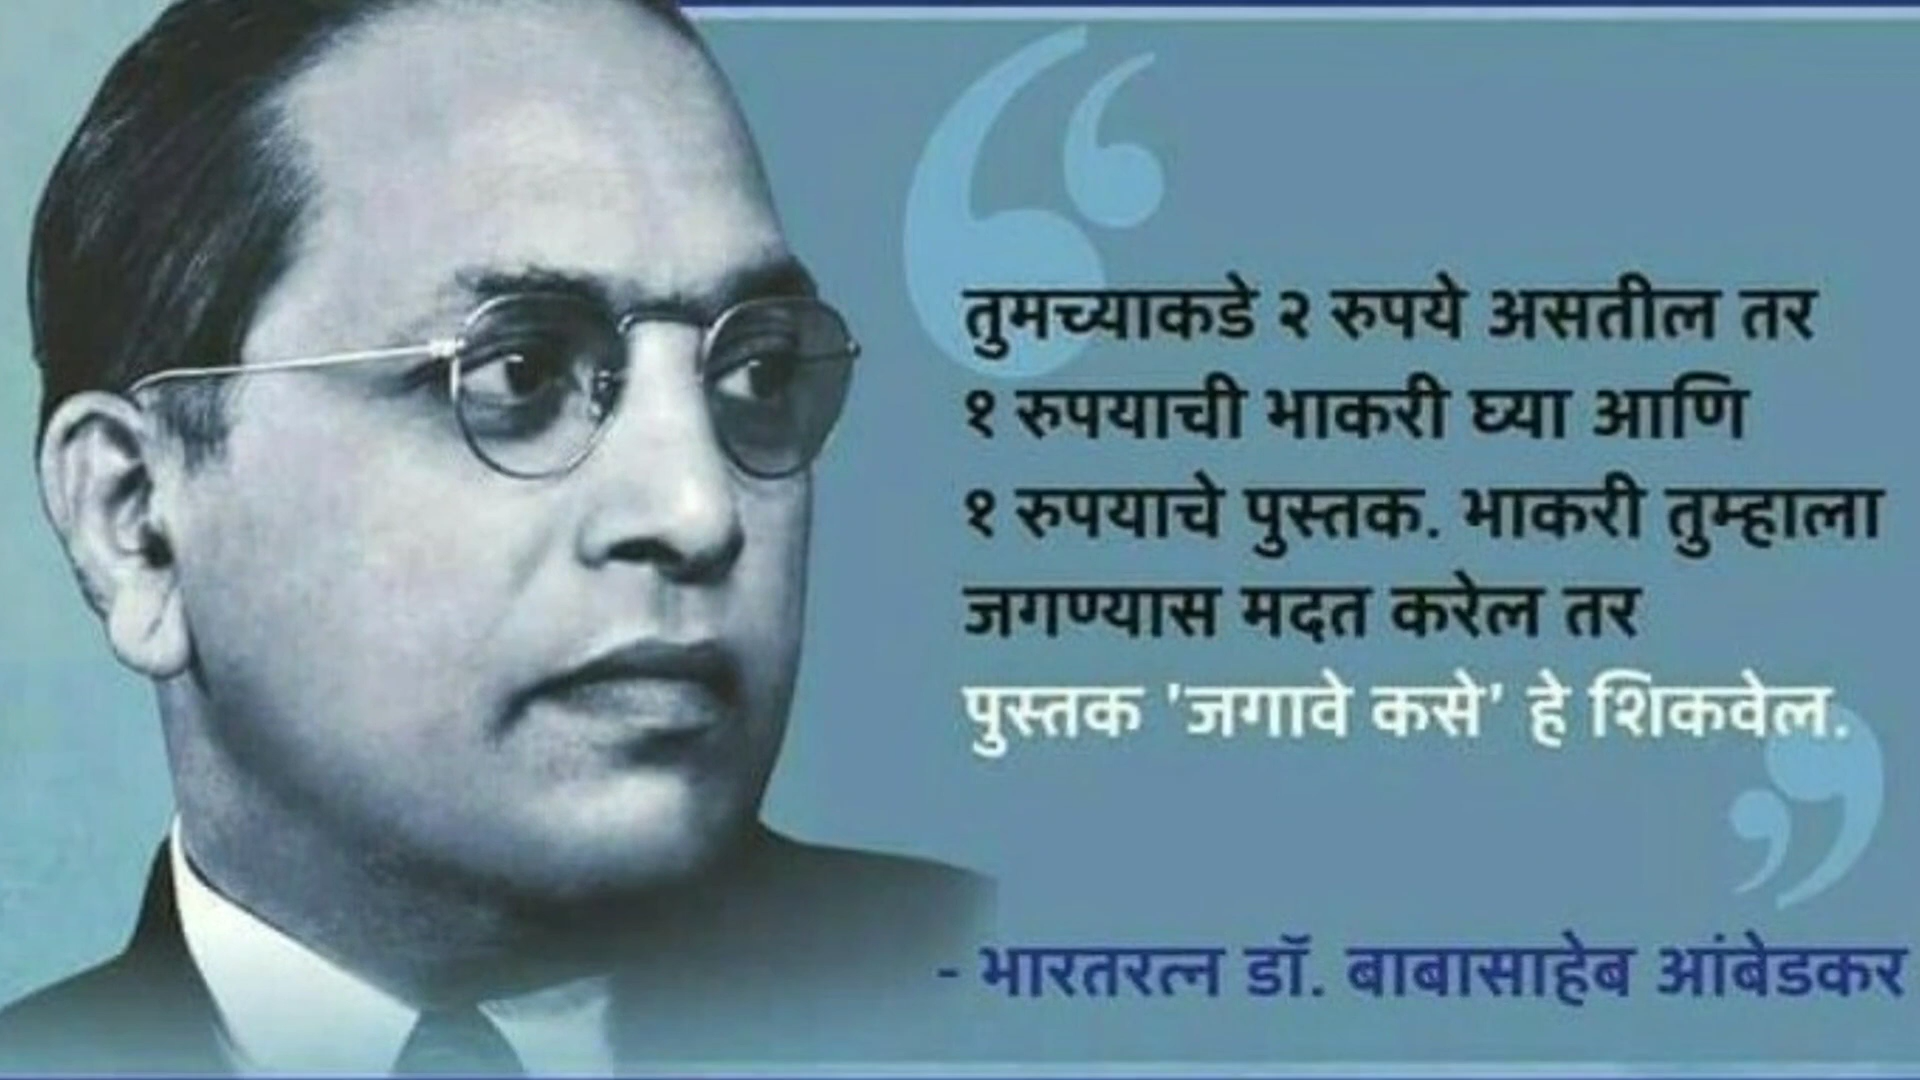 तुमच्याकडे २ रुपये असतील तर
१ रुपयाची भाकरी घ्या आणि
१ रुपयाचे पुस्तक. भाकरी तुम्हाला
जगण्यास मदत करेल तर
पुस्तक 'जगावे कसे' हे शिकवेल.
- भारतरत्न डॉ. बाबासाहेब आंबेडकर